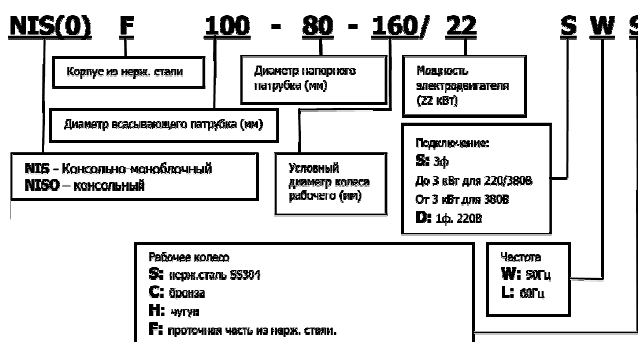 NIS(0) F 100 - 80 - 160/ 22 S W S
Корпус из нерж. стали
Диаметр напорного
патрубка (мм)
Мощность
электродвигателя
(22 кВт)
Диаметр всасывающего патрубка (мм)
NIS - Консольно-моноблочный
NISO – консольный
Условный
диаметр колеса
рабочего (мм)
Подключение:
S: 3ф
До 3 кВт для 220/380В
От 3 кВт для 380В
D: 1ф. 220В
Рабочее колесо
S: нерж.сталь SS304
C: бронза
H: чугун
F: проточная часть из нерж. стали.
Частота
W: 50Гц
L: 60Гц